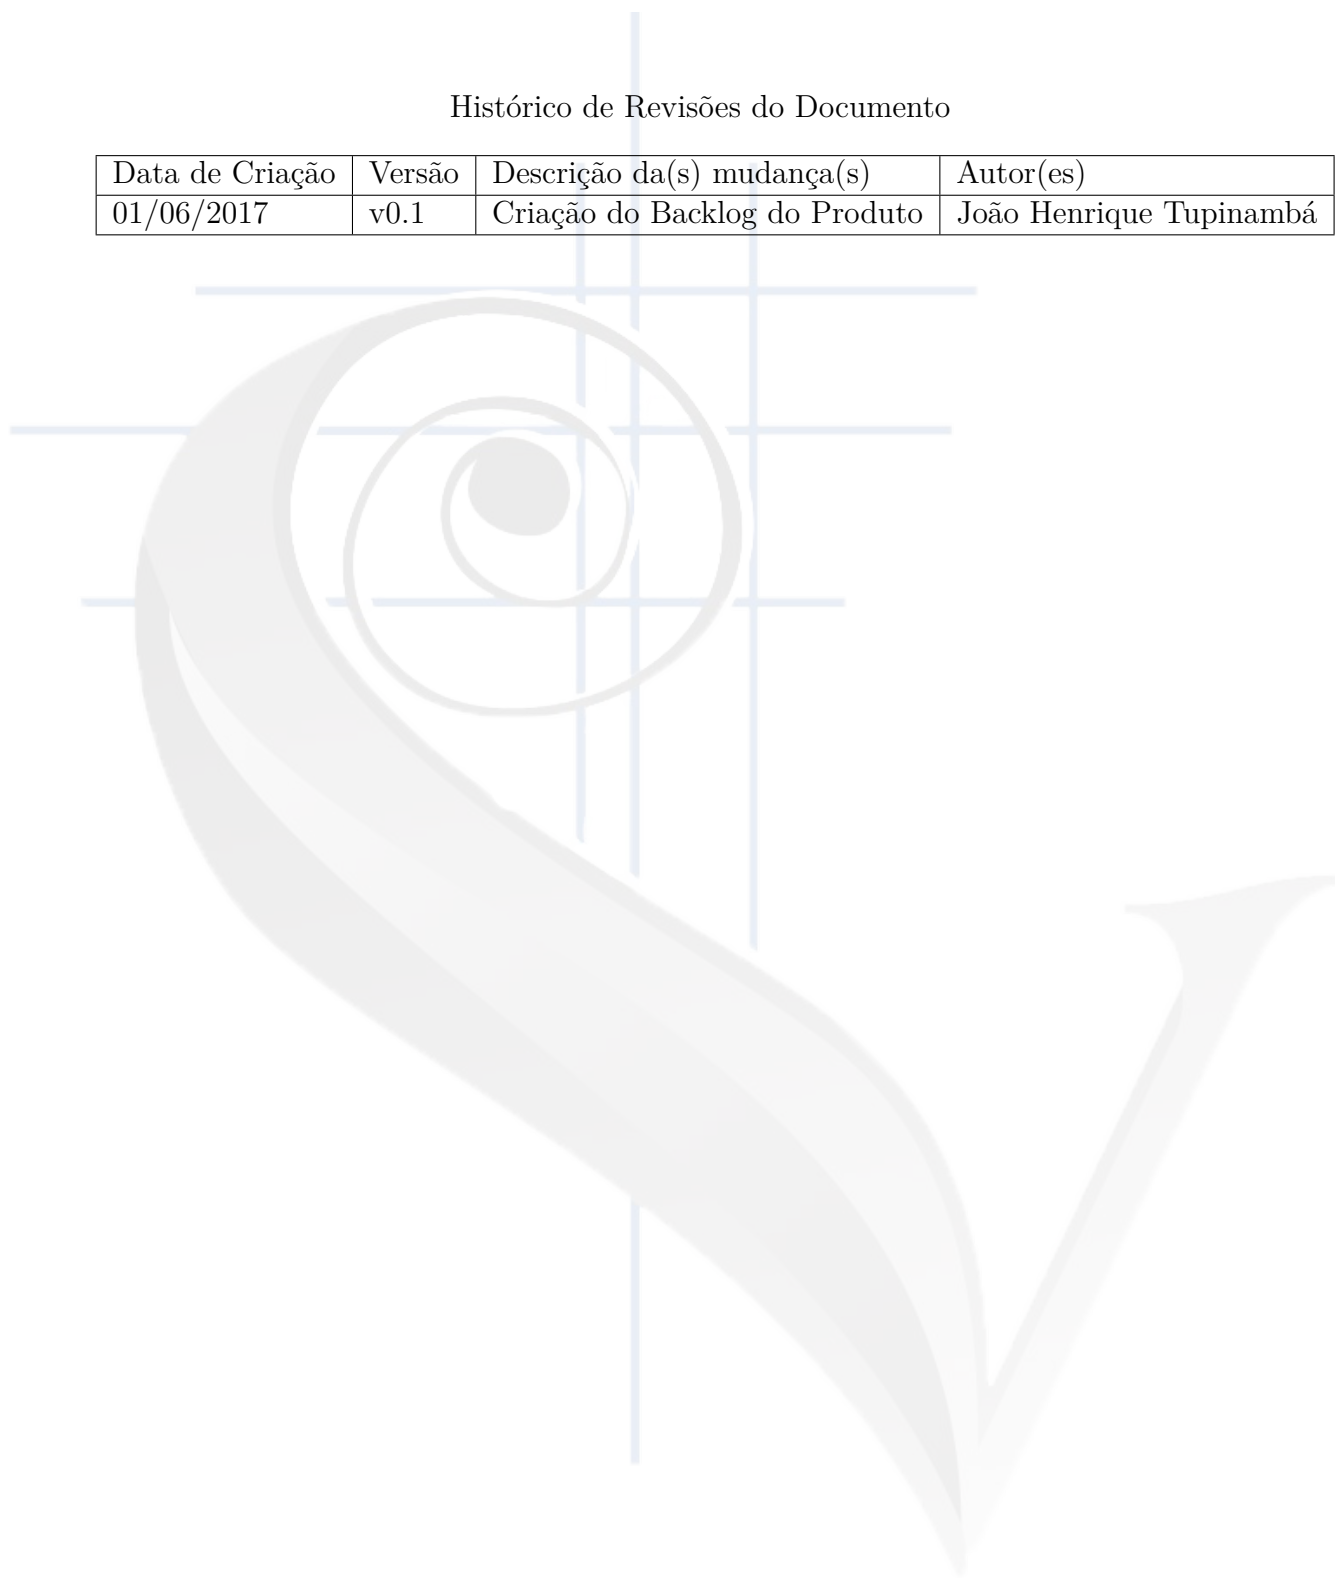 Histórico de Revisões do Documento
Data de Criação Versão Descrição da(s) mudança(s) Autor(es)
01/06/2017 v0.1 Criação do Backlog do Produto João Henrique Tupinambá